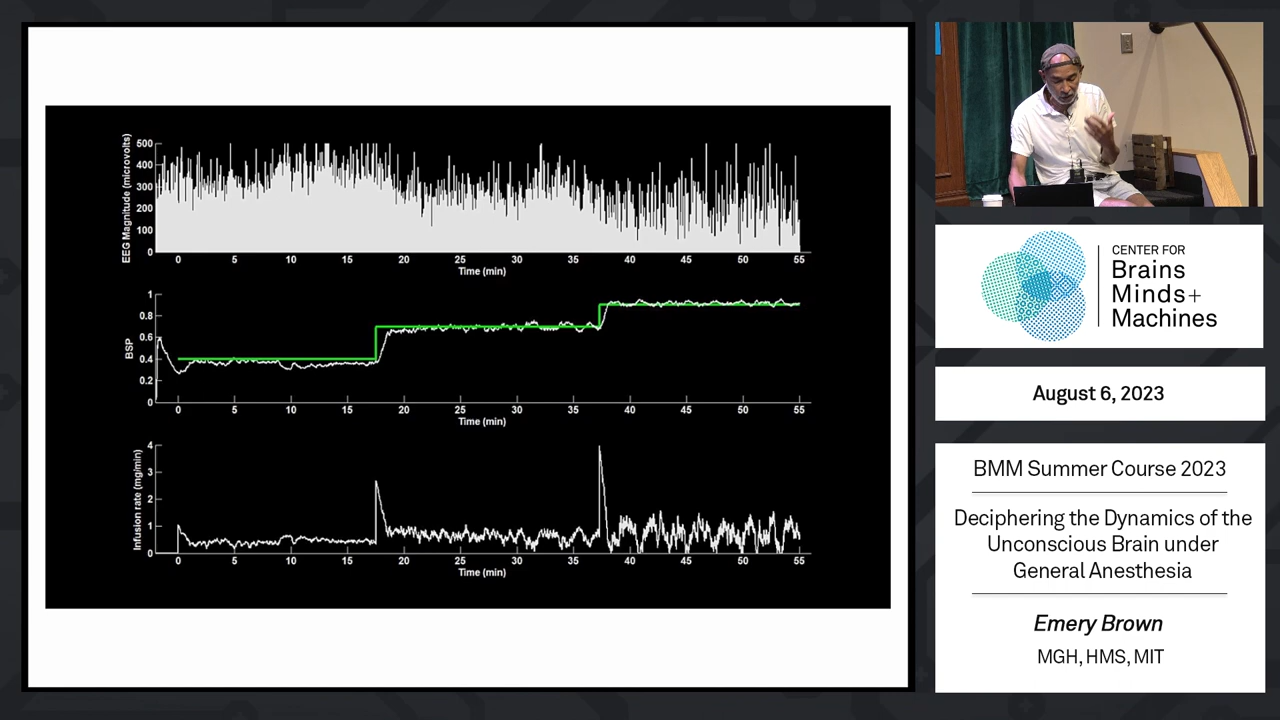 EEG Magnitude (microvolts)
500
400
300
200
100
0
0 5 10 15 20 25 30 35 40 45 50 55
Time (min)
BSP
1
0.8
0.6
0.4
0.2
0
0 5 10 15 20 25 30 35 40 45 50 55
Time (min)
Infusion rate (mg/min)
4
3
2
1
0
0 5 10 15 20 25 30 35 40 45 50 55
Time (min)
CENTER FOR
Brains
Minds+
Machines
August 6, 2023
BMM Summer Course 2023
Deciphering the Dynamics of the
Unconscious Brain under
General Anesthesia
Emery Brown
MGH, HMS, MIT